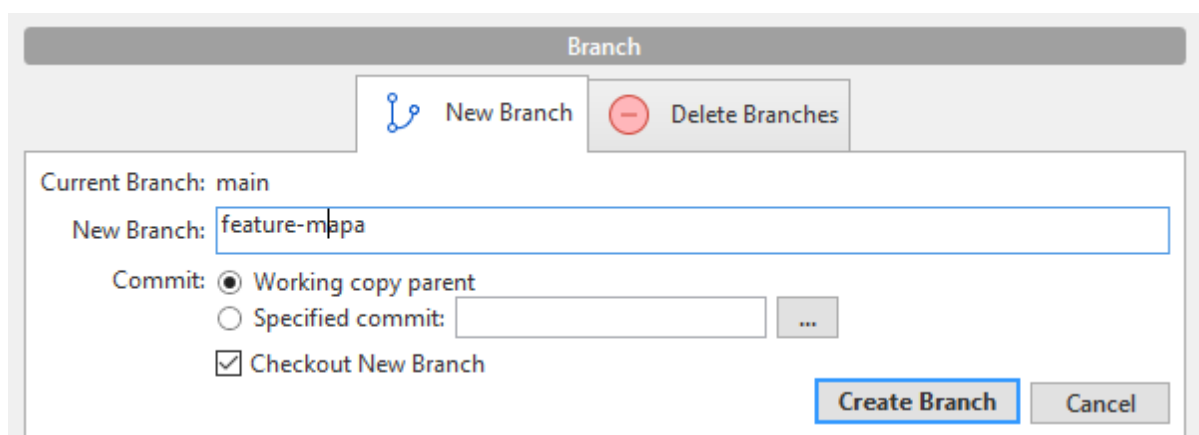 Branch
New Branch Delete Branches
Current Branch: main
New Branch: feature-mapa
Commit: Working copy parent
Specified commit: ...
Checkout New Branch
Create Branch Cancel